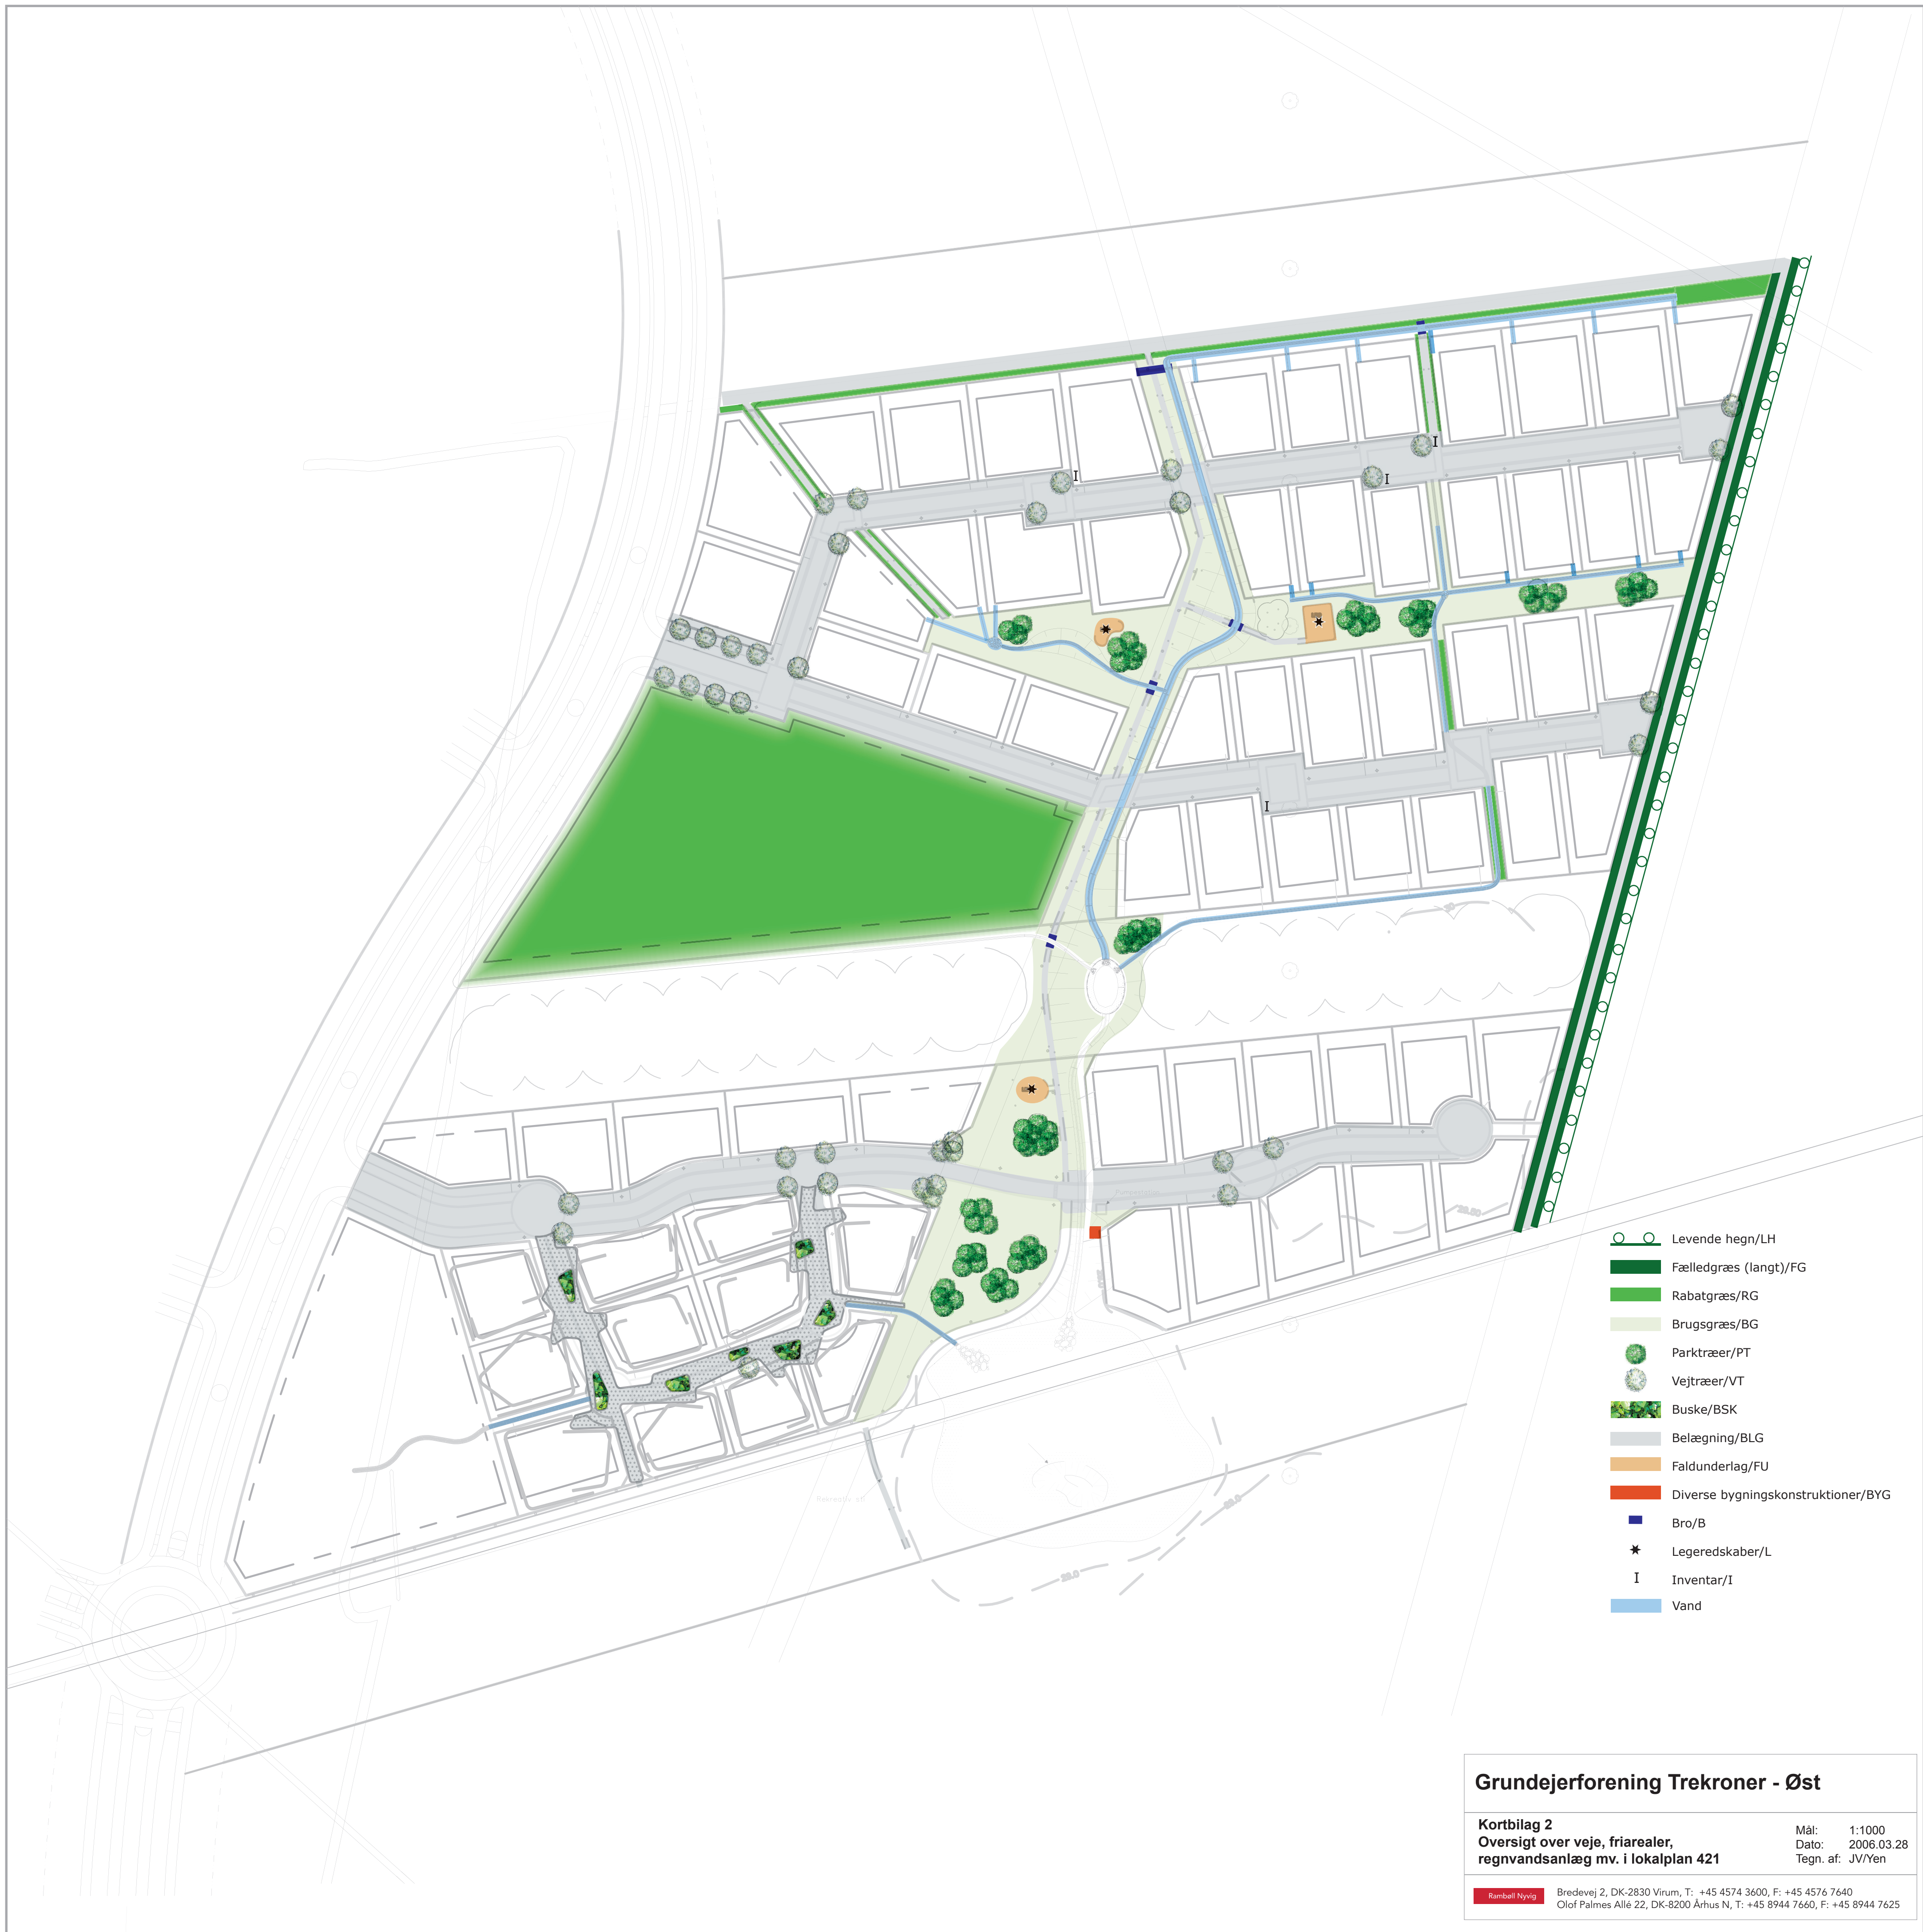 Levende hegn/LH
Fælledgræs (langt)/FG
Rabatgræs/RG
Brugsgræs/BG
Parktræer/PT
Vejtræer/VT
Buske/BSK
Belægning/BLG
Faldunderlag/FU
Diverse bygningskonstruktioner/BYG
Bro/B
Legeredskaber/L
Inventar/I
Vand
Grundejerforening Trekroner - Øst
Kortbilag 2
Oversigt over veje, friarealer,
regnvandsanlæg mv. i lokalplan 421
Mål: 1:1000
Dato: 2006.03.28
Tegn. af: JV/Yen
Rambøll Nyvig
Bredevej 2, DK-2830 Virum, T: +45 4574 3600, F: +45 4576 7640
Olof Palmes Allé 22, DK-8200 Århus N, T: +45 8944 7660, F: +45 8944 7625